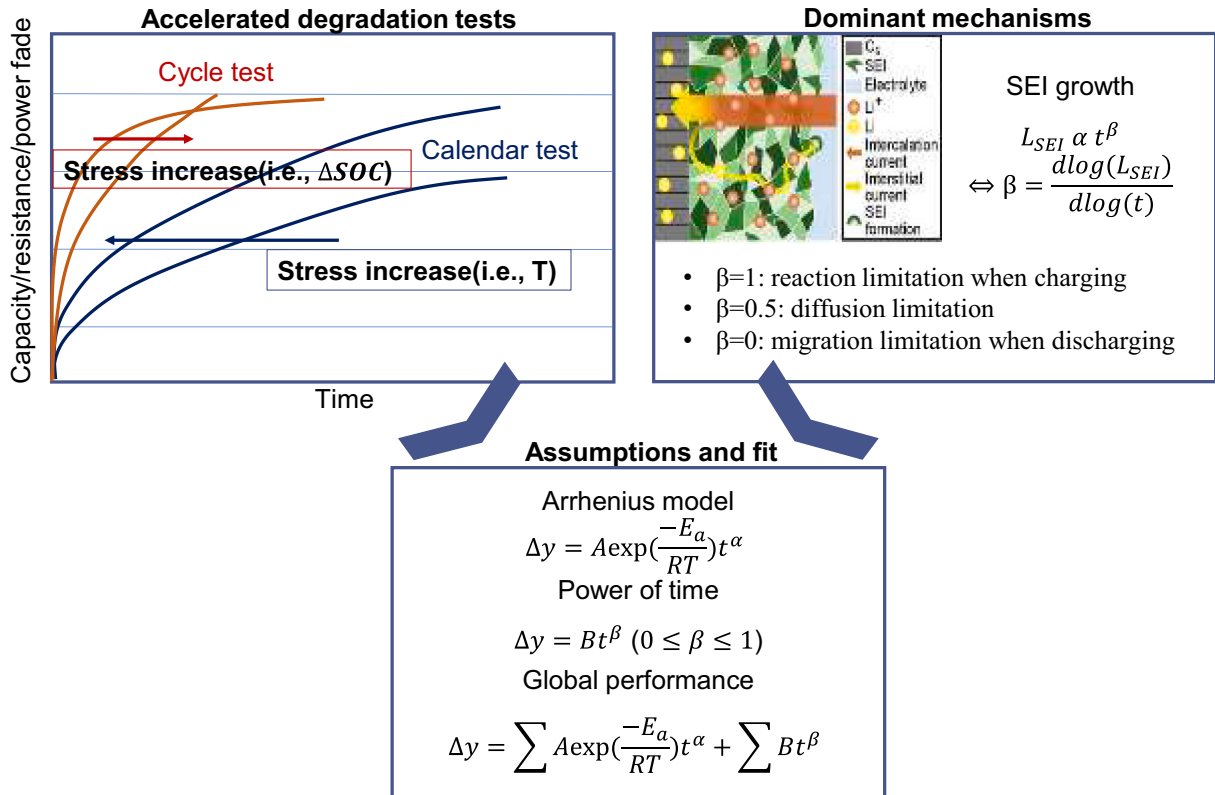 Accelerated degradation tests
Capacity/resistance/power fade
Cycle test
Stress increase(i.e., ΔSOC)
Calendar test
Stress increase(i.e., T)
Time
Dominant mechanisms
C₆
SEI
Electrolyte
Li⁺
Li
Intercalation
current
Interstitial
current
SEI
formation
SEI growth
L_SEI α t^β
⇔ β = dlog(L_SEI)/dlog(t)
• β=1: reaction limitation when charging
• β=0.5: diffusion limitation
• β=0: migration limitation when discharging
Assumptions and fit
Arrhenius model
Δy = Aexp(−E_a/RT)t^α
Power of time
Δy = Bt^β (0 ≤ β ≤ 1)
Global performance
Δy = ∑ Aexp(−E_a/RT)t^α + ∑ Bt^β